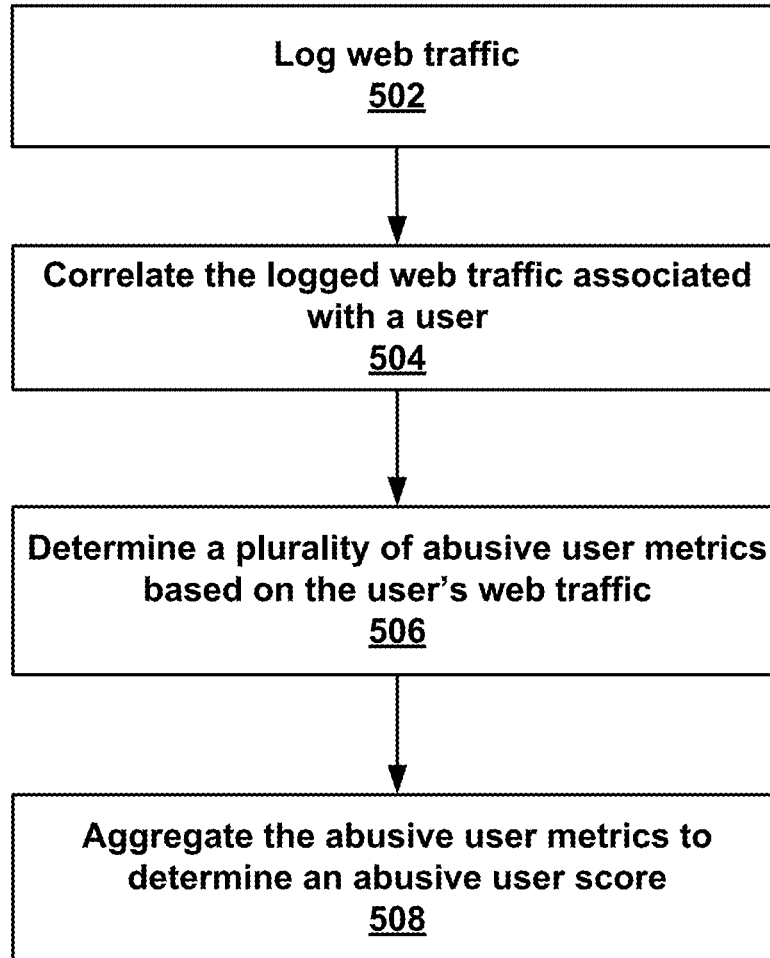 Log web traffic
502
Correlate the logged web traffic associated
with a user
504
Determine a plurality of abusive user metrics
based on the user's web traffic
506
Aggregate the abusive user metrics to
determine an abusive user score
508